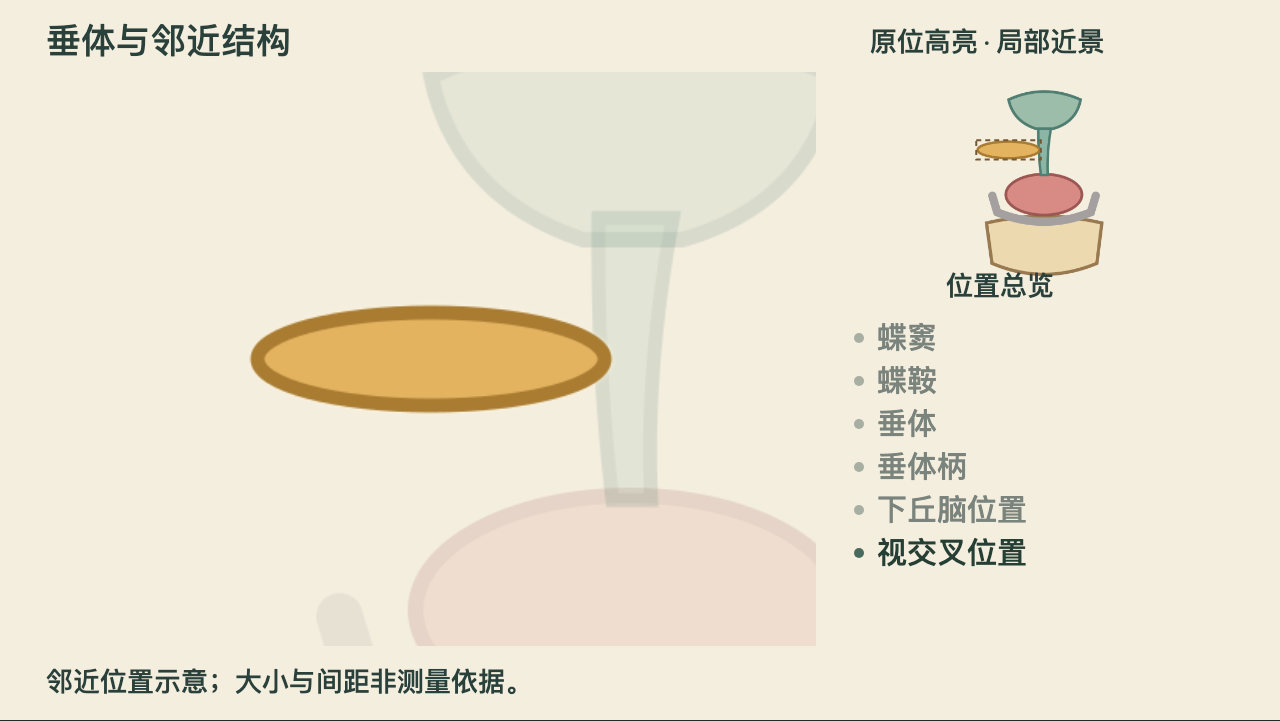 垂体与邻近结构
原位高亮 · 局部近景
位置总览
蝶窦
蝶鞍
垂体
垂体柄
下丘脑位置
视交叉位置
邻近位置示意；大小与间距非测量依据。